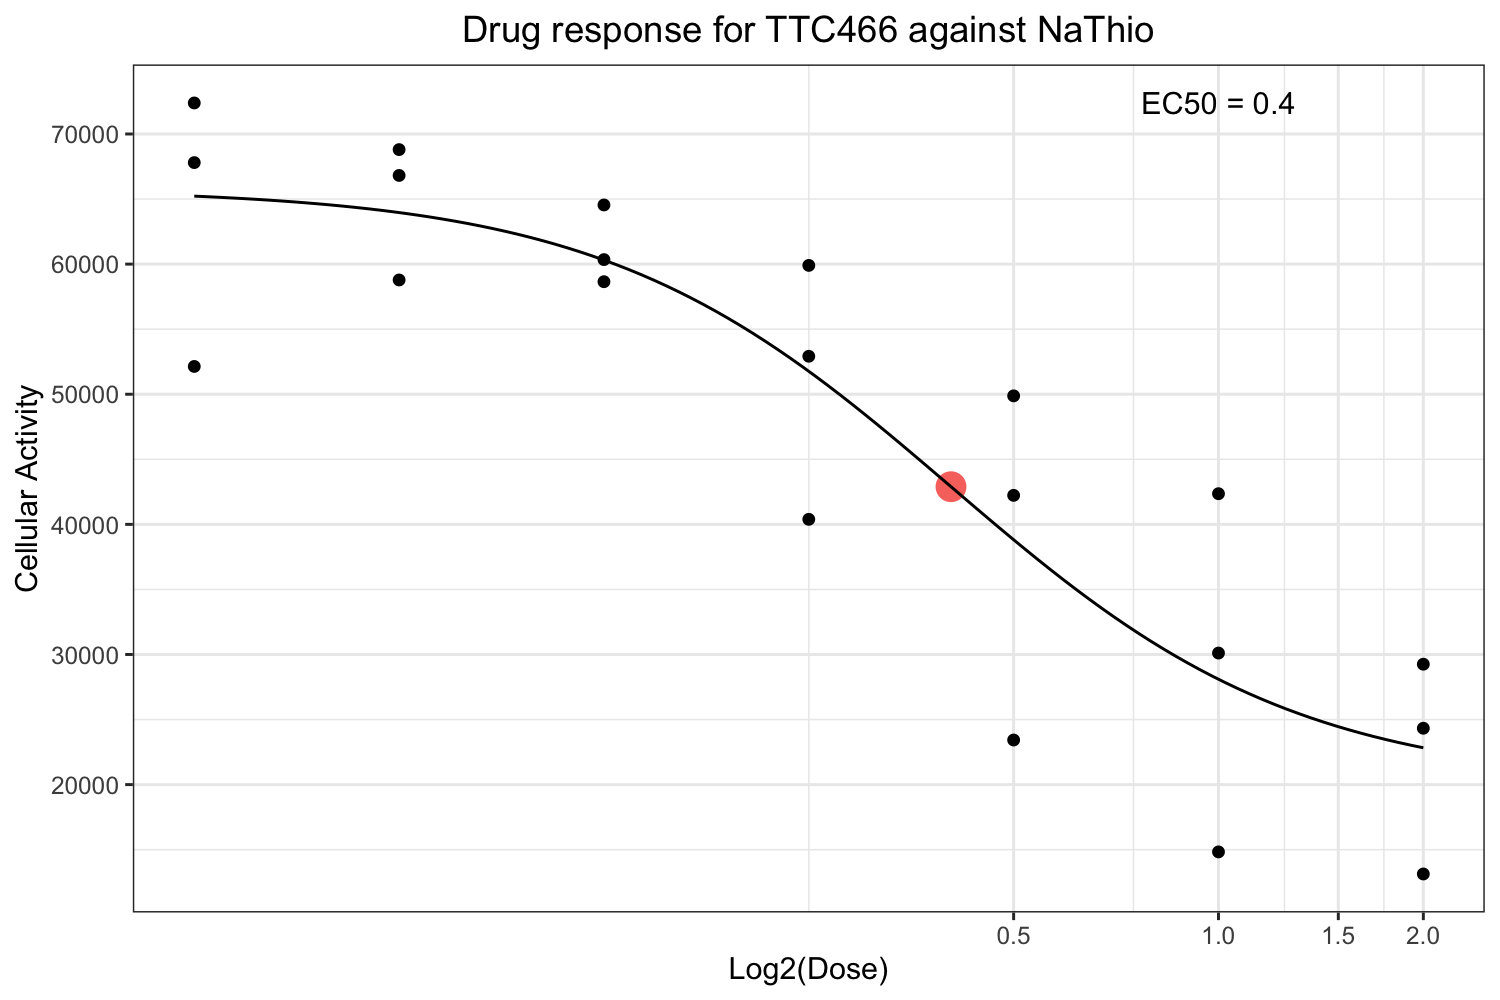 Drug response for TTC466 against NaThio
EC50 = 0.4
Cellular Activity
70000
60000
50000
40000
30000
20000
0.5 1.0 1.5 2.0
Log2(Dose)